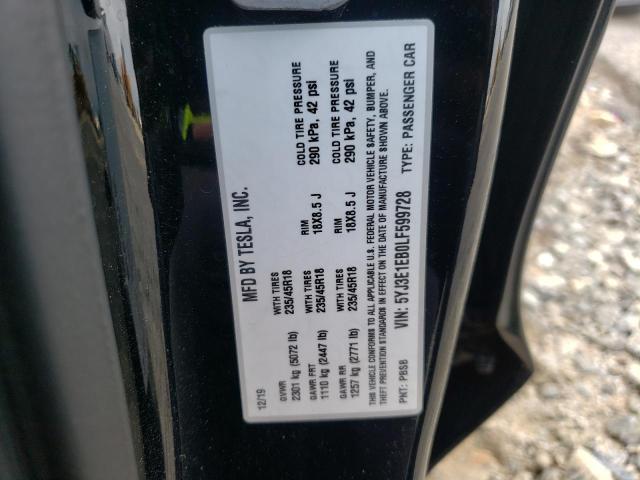 MFD BY TESLA, INC.
12/19
GVWR
2301 kg (5072 lb)
WITH TIRES
235/45R18
RIM
18X8.5 J
COLD TIRE PRESSURE
290 kPa, 42 psi
GAWR FRT
1110 kg (2447 lb)
WITH TIRES
235/45R18
RIM
18X8.5 J
COLD TIRE PRESSURE
290 kPa, 42 psi
GAWR RR
1257 kg (2771 lb)
WITH TIRES
235/45R18
THIS VEHICLE CONFORMS TO ALL APPLICABLE U.S. FEDERAL MOTOR VEHICLE SAFETY, BUMPER, AND
THEFT PREVENTION STANDARDS IN EFFECT ON THE DATE OF MANUFACTURE SHOWN ABOVE.
PNT: PBSB VIN: 5YJ3E1EB0LF599728 TYPE: PASSENGER CAR